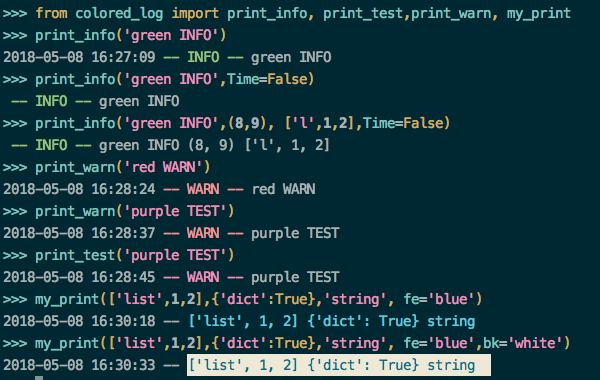 >>> from colored_log import print_info, print_test,print_warn, my_print
>>> print_info('green INFO')
2018-05-08 16:27:09 —— INFO —— green INFO
>>> print_info('green INFO',Time=False)
 —— INFO —— green INFO
>>> print_info('green INFO',(8,9), ['l',1,2],Time=False)
 —— INFO —— green INFO (8, 9) ['l', 1, 2]
>>> print_warn('red WARN')
2018-05-08 16:28:24 —— WARN —— red WARN
>>> print_warn('purple TEST')
2018-05-08 16:28:37 —— WARN —— purple TEST
>>> print_test('purple TEST')
2018-05-08 16:28:45 —— WARN —— purple TEST
>>> my_print(['list',1,2],{'dict':True},'string', fe='blue')
2018-05-08 16:30:18 —— ['list', 1, 2] {'dict': True} string
>>> my_print(['list',1,2],{'dict':True},'string', fe='blue',bk='white')
2018-05-08 16:30:33 —— ['list', 1, 2] {'dict': True} string